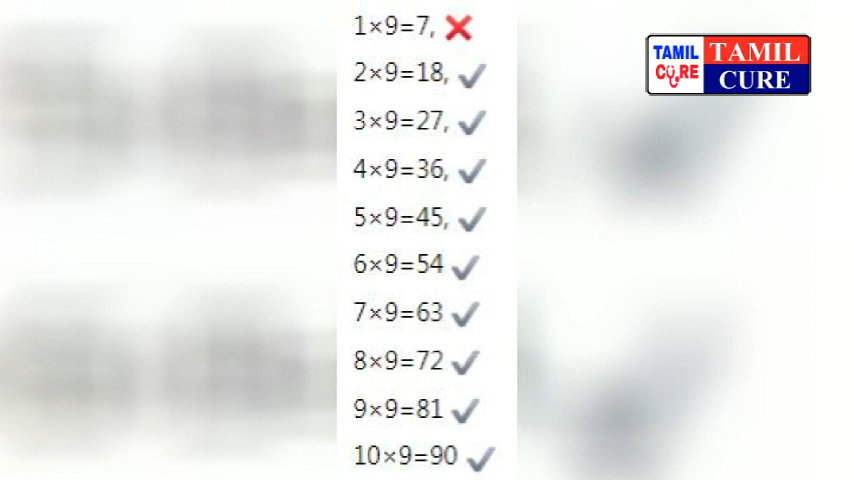 1×9=7, ❌
2×9=18, ✔
3×9=27, ✔
4×9=36, ✔
5×9=45, ✔
6×9=54 ✔
7×9=63 ✔
8×9=72 ✔
9×9=81 ✔
10×9=90 ✔
TAMIL
CURE
TAMIL
CURE